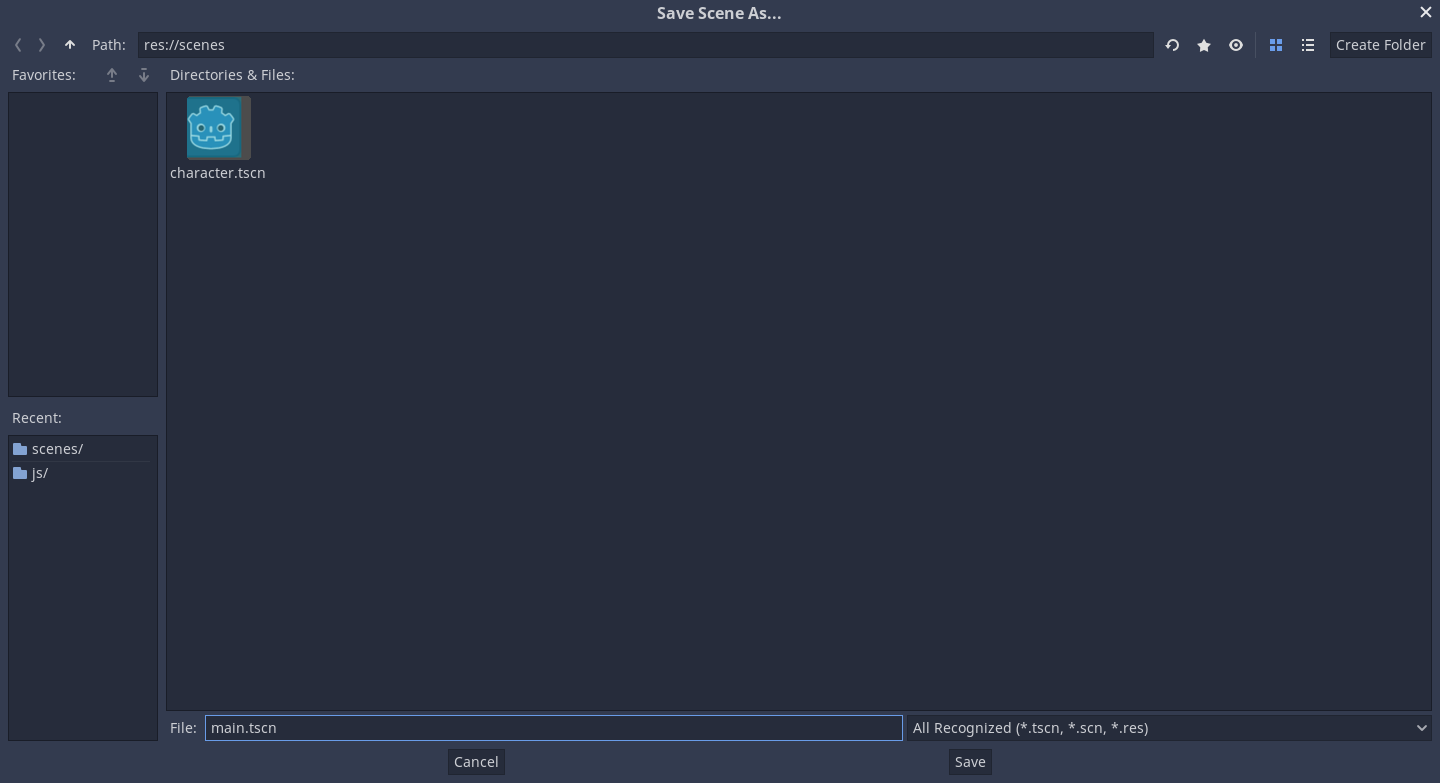 Save Scene As...
Path: res://scenes Create Folder
Favorites: Directories & Files:
character.tscn
Recent:
scenes/
js/
File: main.tscn All Recognized (*.tscn, *.scn, *.res)
Cancel Save